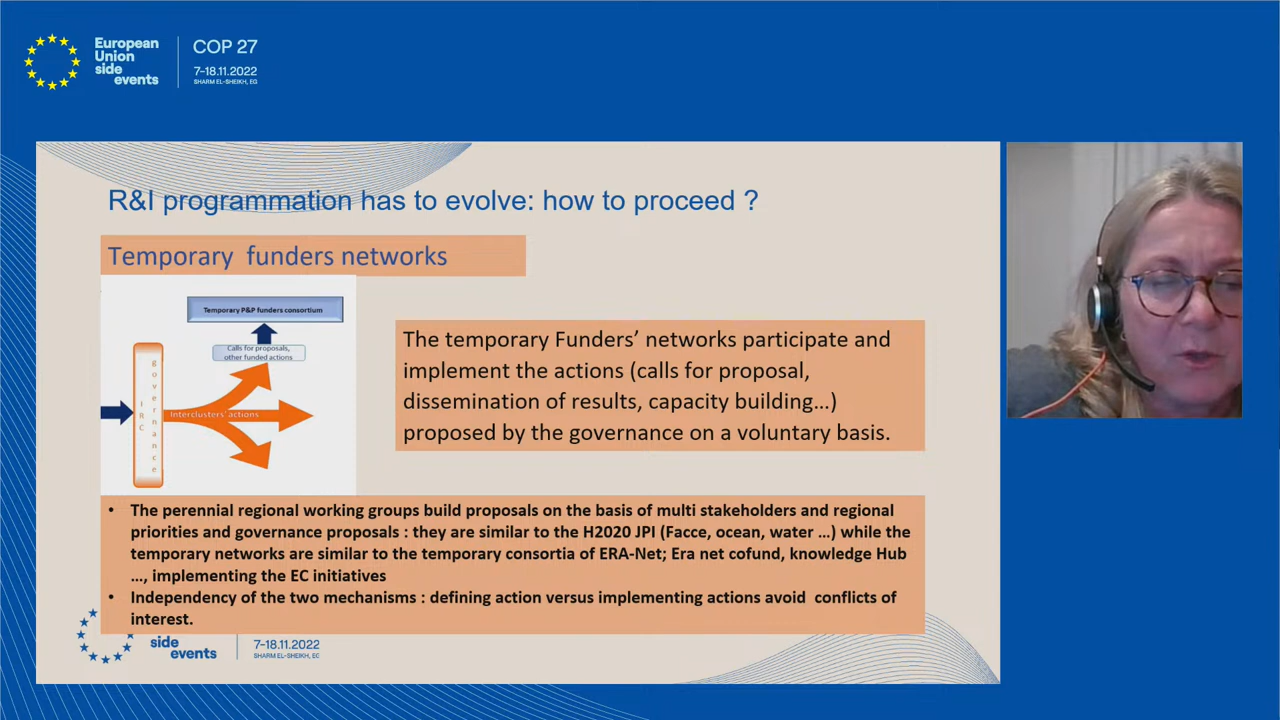 European
Union
side
events
COP 27
7-18.11.2022
SHARM EL-SHEIKH, EG
R&I programmation has to evolve: how to proceed ?
Temporary funders networks
Temporary P&P funders consortium
Calls for proposals,
other funded actions
governance
IRC
Interclusters' actions
The temporary Funders’ networks participate and
implement the actions (calls for proposal,
dissemination of results, capacity building…)
proposed by the governance on a voluntary basis.
• The perennial regional working groups build proposals on the basis of multi stakeholders and regional
priorities and governance proposals : they are similar to the H2020 JPI (Facce, ocean, water …) while the
temporary networks are similar to the temporary consortia of ERA-Net; Era net cofund, knowledge Hub
…, implementing the EC initiatives
• Independency of the two mechanisms : defining action versus implementing actions avoid conflicts of
interest.
side
events
7-18.11.2022
SHARM EL-SHEIKH, EG